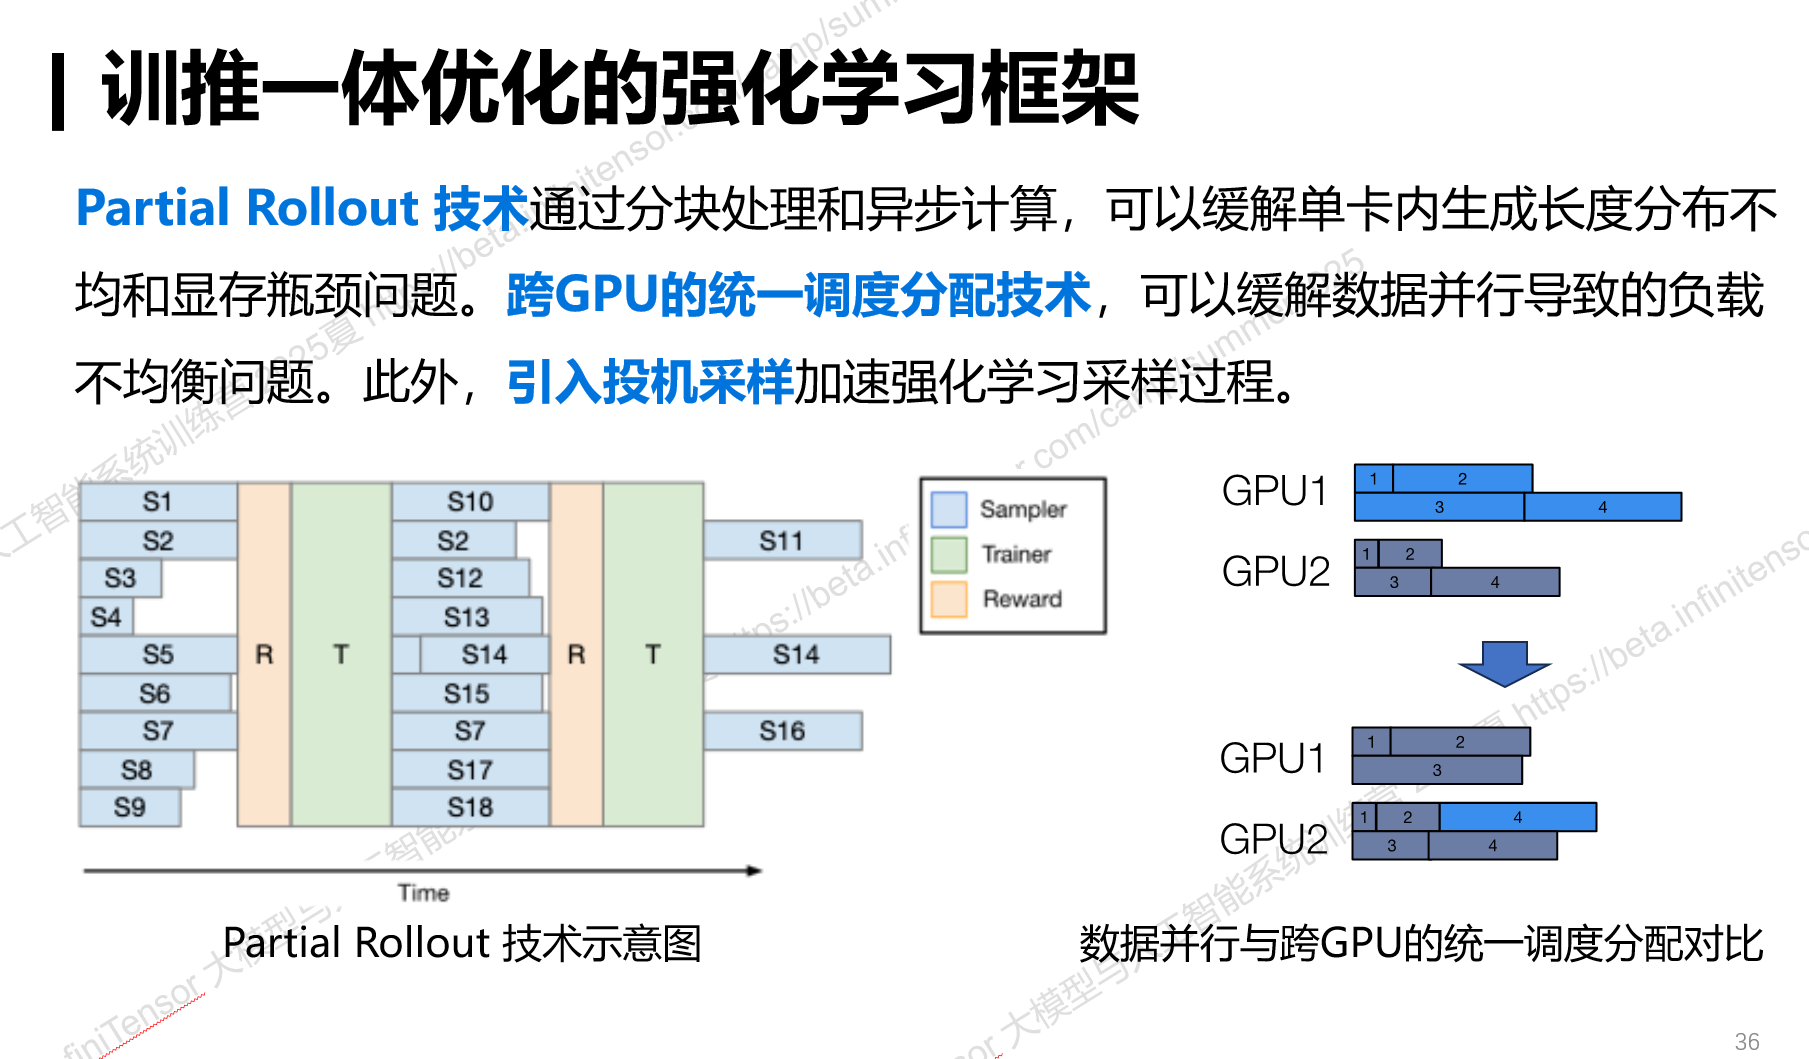 训推一体优化的强化学习框架
Partial Rollout 技术通过分块处理和异步计算，可以缓解单卡内生成长度分布不
均和显存瓶颈问题。跨GPU的统一调度分配技术，可以缓解数据并行导致的负载
不均衡问题。此外，引入投机采样加速强化学习采样过程。
S1
S2
S3
S4
S5
S6
S7
S8
S9
R
T
S10
S2
S12
S13
S14
S15
S7
S17
S18
R
T
S11
S14
S16
Time
Sampler
Trainer
Reward
Partial Rollout 技术示意图
GPU1
1 2
3 4
GPU2
1 2
3 4
GPU1
1 2
3
GPU2
1 2 4
3 4
数据并行与跨GPU的统一调度分配对比
36